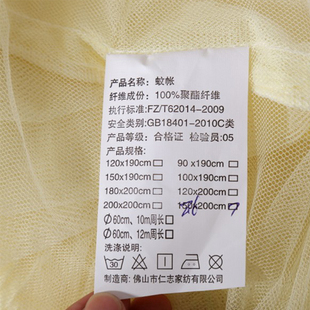 产品名称: 蚊帐
纤维成份: 100%聚酯纤维
执行标准:FZ/T62014-2009
安全类别:GB18401-2010C类
产品等级: 合格证 检验员:05
产品规格:
120x190cm□ 90x190cm□
150x190cm□ 100x190cm□
180x200cm□ 120x200cm□
200x200cm□ 150x200cm□
Φ60cm, 10m周长□
Φ60cm, 12m周长□
洗涤说明:
30
制造商: 佛山市仁志家纺有限公司